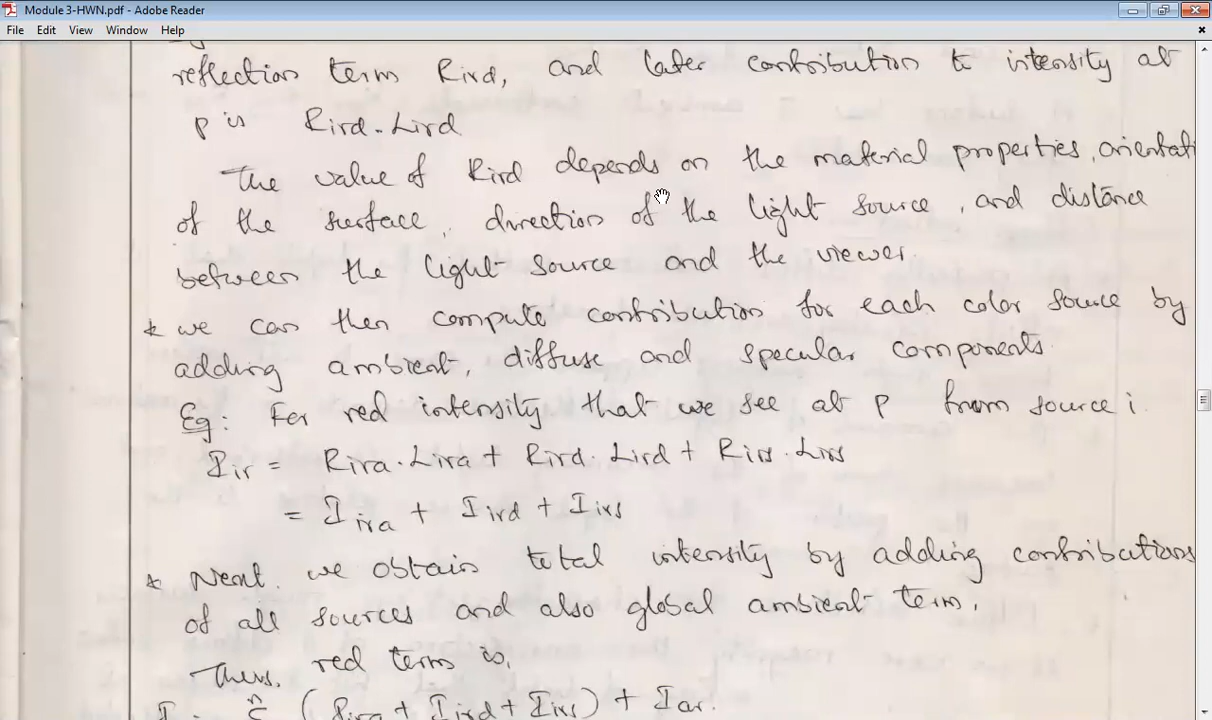 Module 3-HWN.pdf - Adobe Reader
File Edit View Window Help
reflection term Rird, and later contribution to intensity at
p is Rird.Lird
The value of Rird depends on the material properties, orientati
of the surface, direction of the light source, and distance
between the light source and the viewer
* we can then compute contribution for each color source by
adding ambient, diffuse and specular components
Eg: For red intensity that we see at p from source i
Iir = Rira.Lira + Rird.Lird + Rirs.Lirs
= Iira + Iird + Iirs
* Next we obtain total intensity by adding contributions
of all sources and also global ambient term.
Thus, red term is,
(Iira + Iird + Iirs) + Iar.